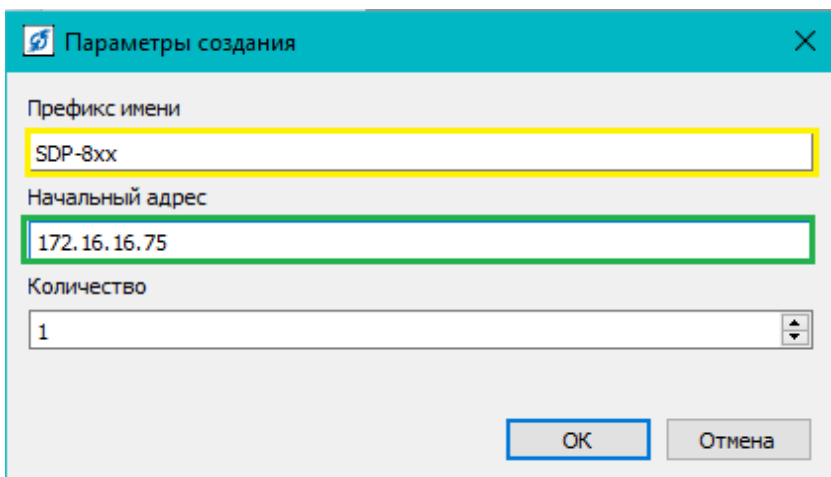 Параметры создания
Префикс имени
SDP-8xx
Начальный адрес
172.16.16.75
Количество
1
OK Отмена